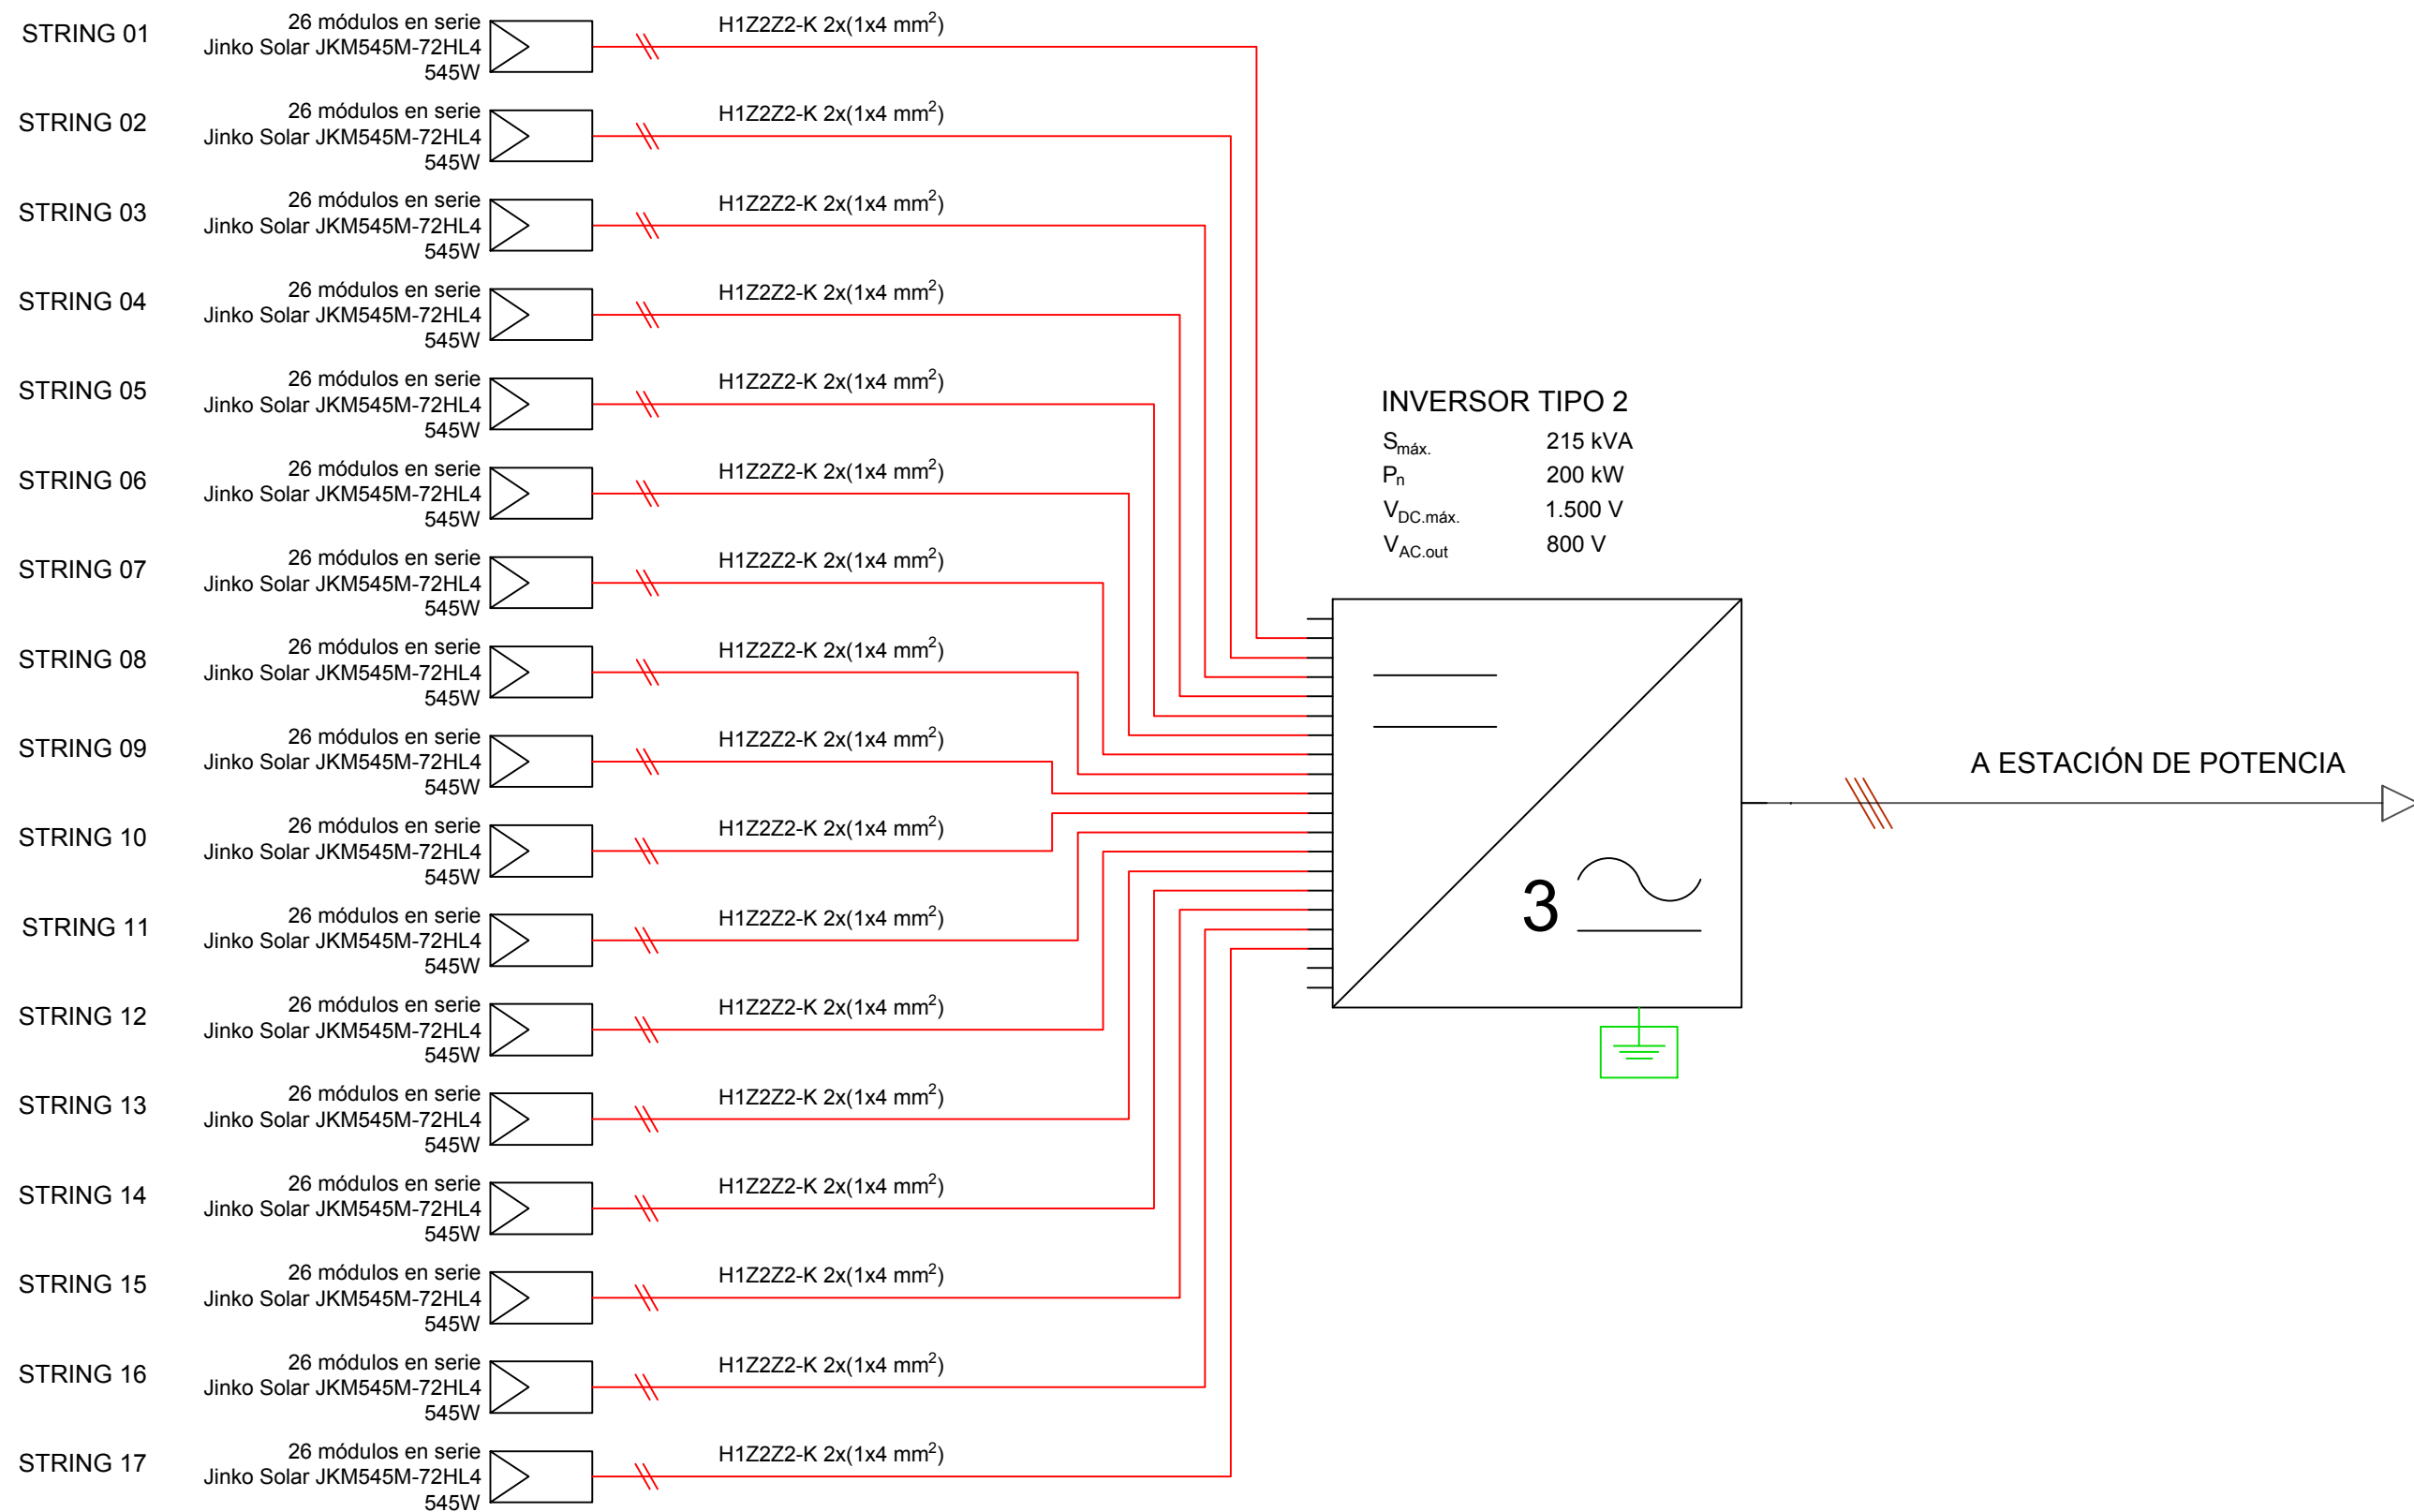 STRING 01
26 módulos en serie
Jinko Solar JKM545M-72HL4
545W
H1Z2Z2-K 2x(1x4 mm²)
STRING 02
26 módulos en serie
Jinko Solar JKM545M-72HL4
545W
H1Z2Z2-K 2x(1x4 mm²)
STRING 03
26 módulos en serie
Jinko Solar JKM545M-72HL4
545W
H1Z2Z2-K 2x(1x4 mm²)
STRING 04
26 módulos en serie
Jinko Solar JKM545M-72HL4
545W
H1Z2Z2-K 2x(1x4 mm²)
STRING 05
26 módulos en serie
Jinko Solar JKM545M-72HL4
545W
H1Z2Z2-K 2x(1x4 mm²)
STRING 06
26 módulos en serie
Jinko Solar JKM545M-72HL4
545W
H1Z2Z2-K 2x(1x4 mm²)
STRING 07
26 módulos en serie
Jinko Solar JKM545M-72HL4
545W
H1Z2Z2-K 2x(1x4 mm²)
STRING 08
26 módulos en serie
Jinko Solar JKM545M-72HL4
545W
H1Z2Z2-K 2x(1x4 mm²)
STRING 09
26 módulos en serie
Jinko Solar JKM545M-72HL4
545W
H1Z2Z2-K 2x(1x4 mm²)
STRING 10
26 módulos en serie
Jinko Solar JKM545M-72HL4
545W
H1Z2Z2-K 2x(1x4 mm²)
STRING 11
26 módulos en serie
Jinko Solar JKM545M-72HL4
545W
H1Z2Z2-K 2x(1x4 mm²)
STRING 12
26 módulos en serie
Jinko Solar JKM545M-72HL4
545W
H1Z2Z2-K 2x(1x4 mm²)
STRING 13
26 módulos en serie
Jinko Solar JKM545M-72HL4
545W
H1Z2Z2-K 2x(1x4 mm²)
STRING 14
26 módulos en serie
Jinko Solar JKM545M-72HL4
545W
H1Z2Z2-K 2x(1x4 mm²)
STRING 15
26 módulos en serie
Jinko Solar JKM545M-72HL4
545W
H1Z2Z2-K 2x(1x4 mm²)
STRING 16
26 módulos en serie
Jinko Solar JKM545M-72HL4
545W
H1Z2Z2-K 2x(1x4 mm²)
STRING 17
26 módulos en serie
Jinko Solar JKM545M-72HL4
545W
H1Z2Z2-K 2x(1x4 mm²)
INVERSOR TIPO 2
Smáx. 215 kVA
Pn 200 kW
VDC.máx. 1.500 V
VAC.out 800 V
3
A ESTACIÓN DE POTENCIA